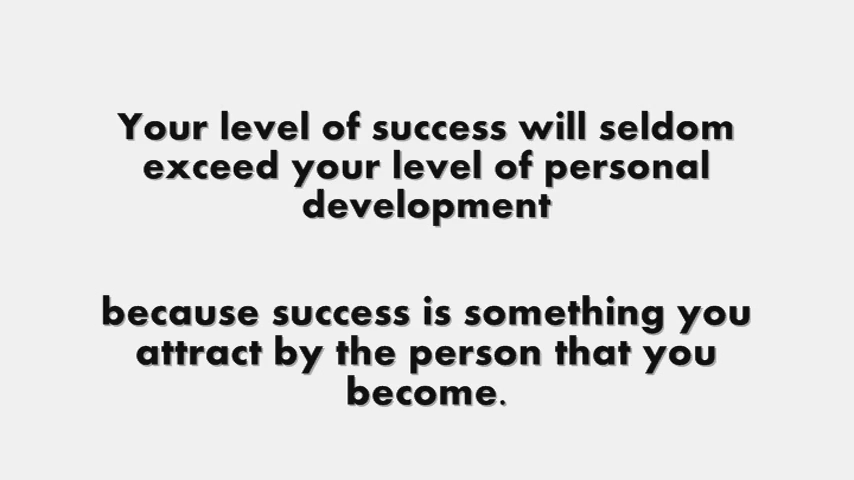 Your level of success will seldom
exceed your level of personal
development
because success is something you
attract by the person that you
become.